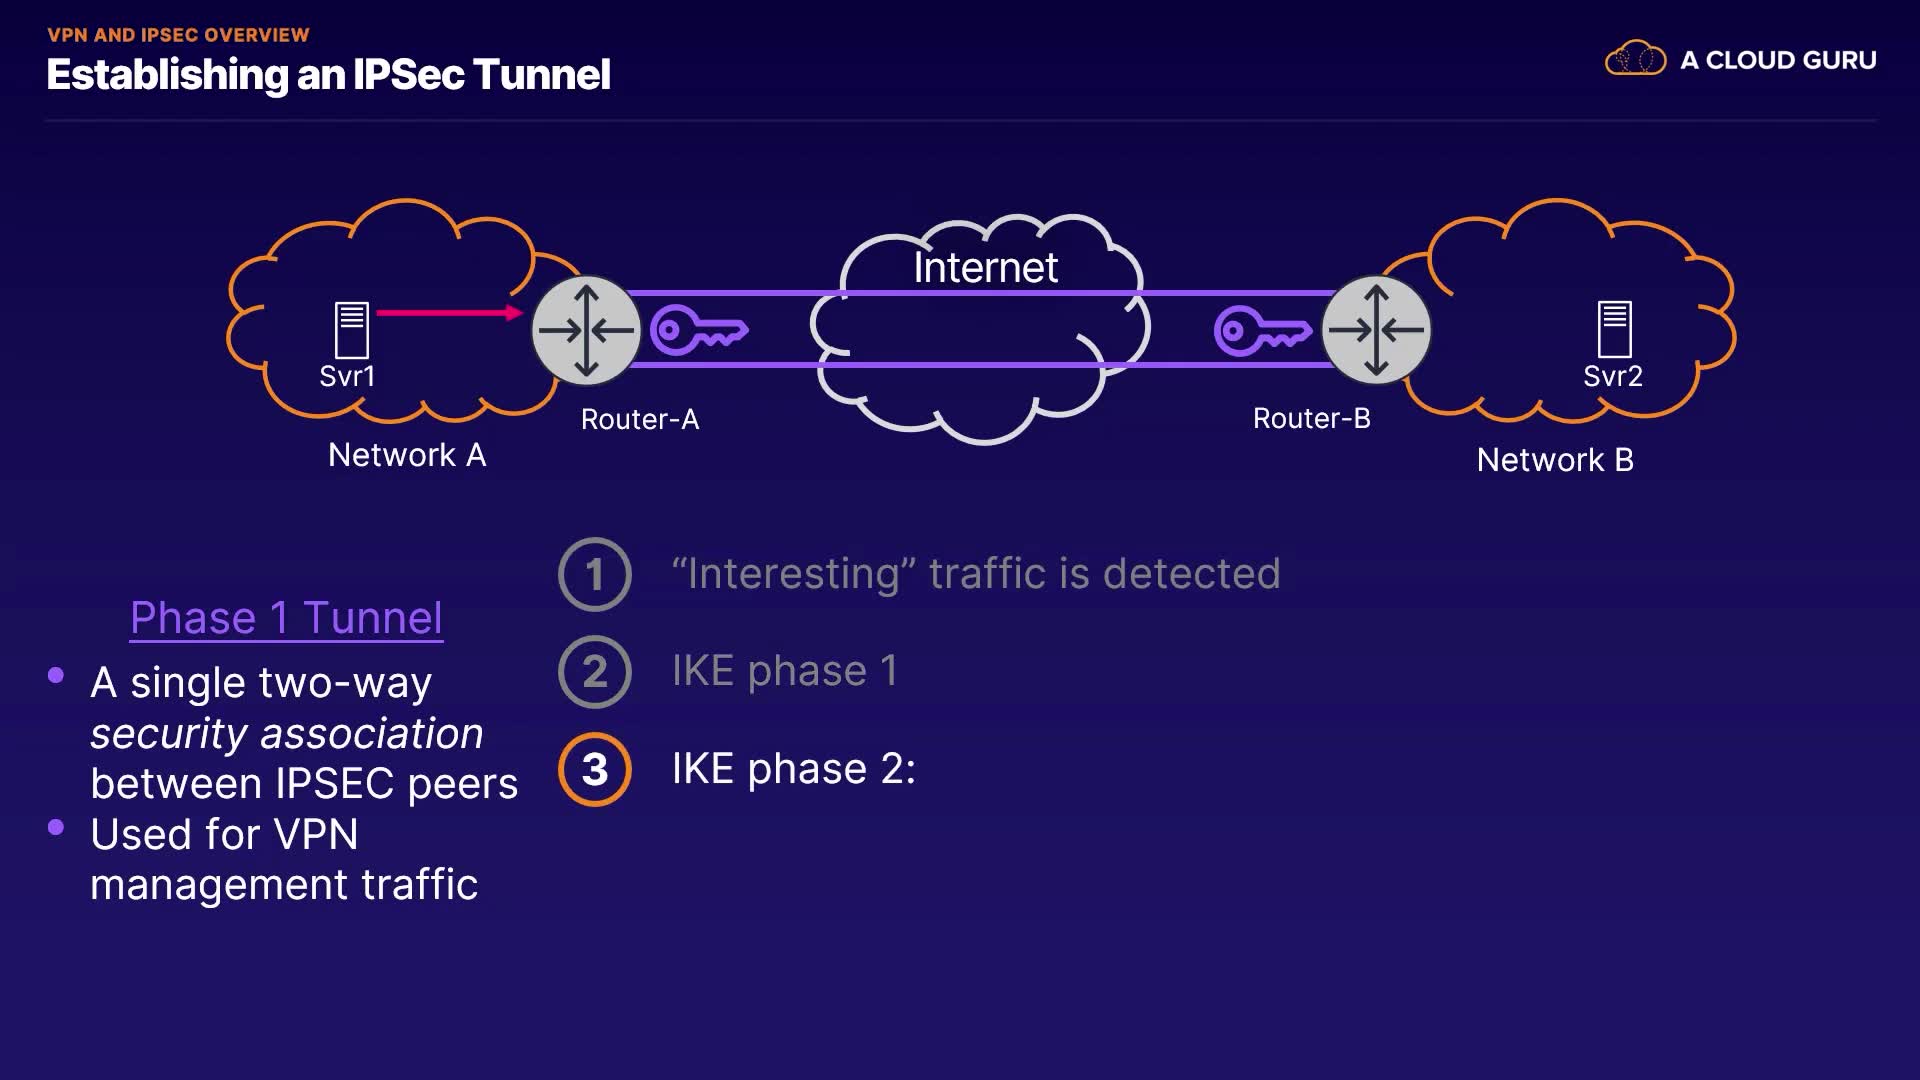 VPN AND IPSEC OVERVIEW
Establishing an IPSec Tunnel
A CLOUD GURU
Internet
Svr1
Svr2
Router-A
Router-B
Network A
Network B
1 “Interesting” traffic is detected
2 IKE phase 1
3 IKE phase 2:
Phase 1 Tunnel
• A single two-way
security association
between IPSEC peers
• Used for VPN
management traffic